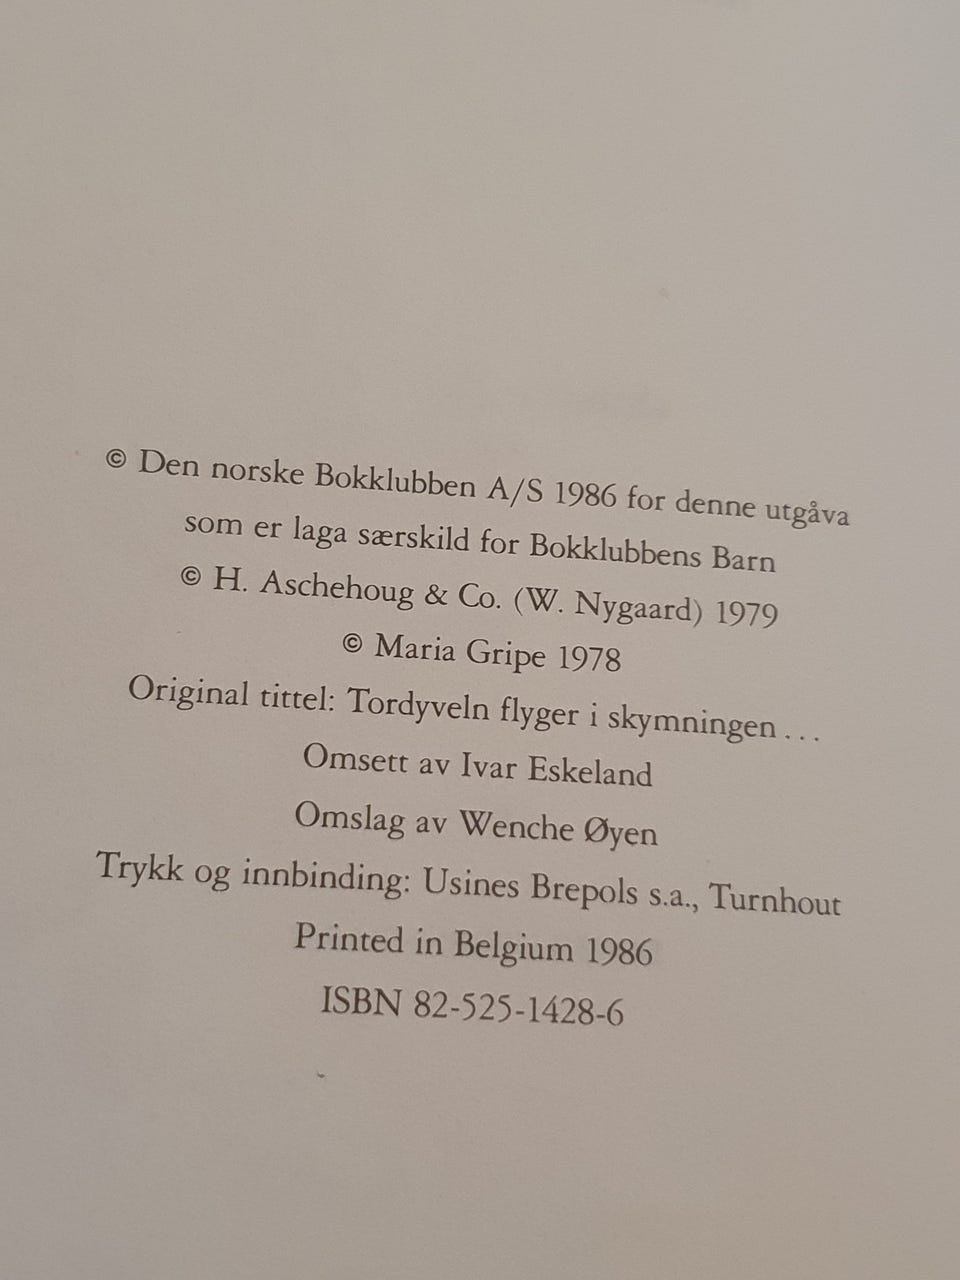 © Den norske Bokklubben A/S 1986 for denne utgåva
som er laga særskild for Bokklubbens Barn
© H. Aschehoug & Co. (W. Nygaard) 1979
© Maria Gripe 1978
Original tittel: Tordyveln flyger i skymningen . . .
Omsett av Ivar Eskeland
Omslag av Wenche Øyen
Trykk og innbinding: Usines Brepols s.a., Turnhout
Printed in Belgium 1986
ISBN 82-525-1428-6